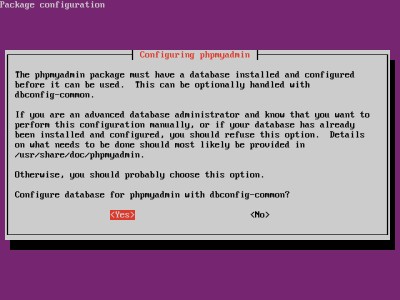 Package configuration
Configuring phpmyadmin
The phpmyadmin package must have a database installed and configured
before it can be used.  This can be optionally handled with
dbconfig-common.
If you are an advanced database administrator and know that you want to
perform this configuration manually, or if your database has already
been installed and configured, you should refuse this option.  Details
on what needs to be done should most likely be provided in
/usr/share/doc/phpmyadmin.
Otherwise, you should probably choose this option.
Configure database for phpmyadmin with dbconfig-common?
<Yes> <No>